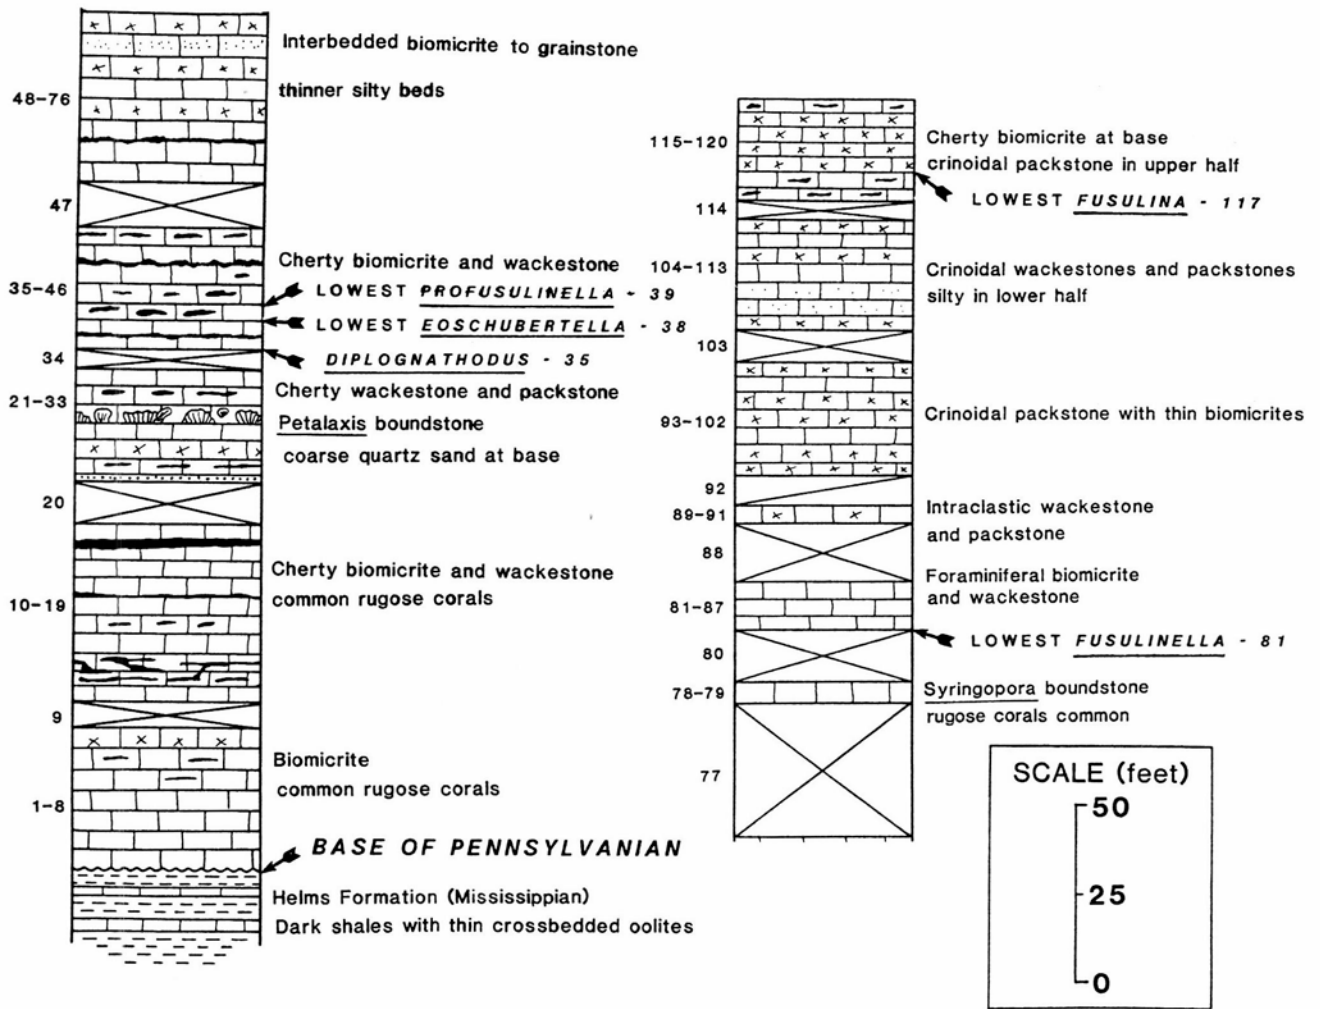 Interbedded biomicrite to grainstone
thinner silty beds
48-76
47
Cherty biomicrite and wackestone
35-46
LOWEST PROFUSULINELLA - 39
LOWEST EOSCHUBERTELLA - 38
34
DIPLOGNATHODUS - 35
Cherty wackestone and packstone
21-33
Petalaxis boundstone
coarse quartz sand at base
20
Cherty biomicrite and wackestone
common rugose corals
10-19
9
Biomicrite
common rugose corals
1-8
BASE OF PENNSYLVANIAN
Helms Formation (Mississippian)
Dark shales with thin crossbedded oolites
115-120
Cherty biomicrite at base
crinoidal packstone in upper half
LOWEST FUSULINA - 117
114
104-113
Crinoidal wackestones and packstones
silty in lower half
103
93-102
Crinoidal packstone with thin biomicrites
92
89-91
Intraclastic wackestone
and packstone
88
Foraminiferal biomicrite
and wackestone
81-87
LOWEST FUSULINELLA - 81
80
78-79
Syringopora boundstone
rugose corals common
77
SCALE (feet)
50
25
0